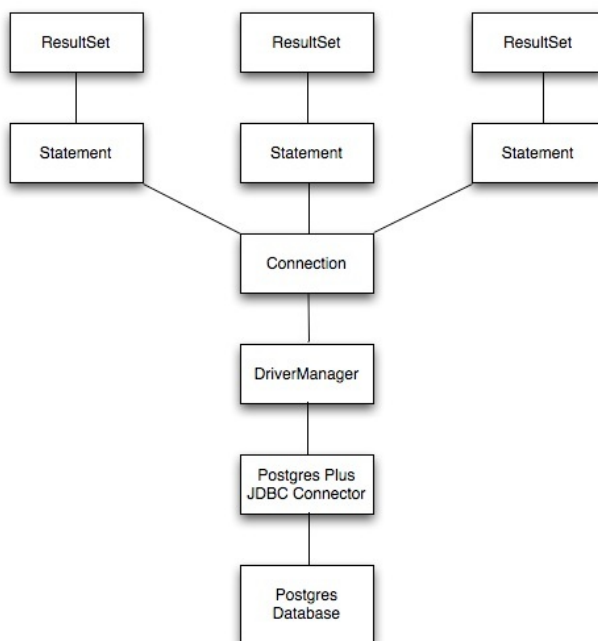 ResultSet
ResultSet
ResultSet
Statement
Statement
Statement
Connection
DriverManager
Postgres Plus
JDBC Connector
Postgres
Database